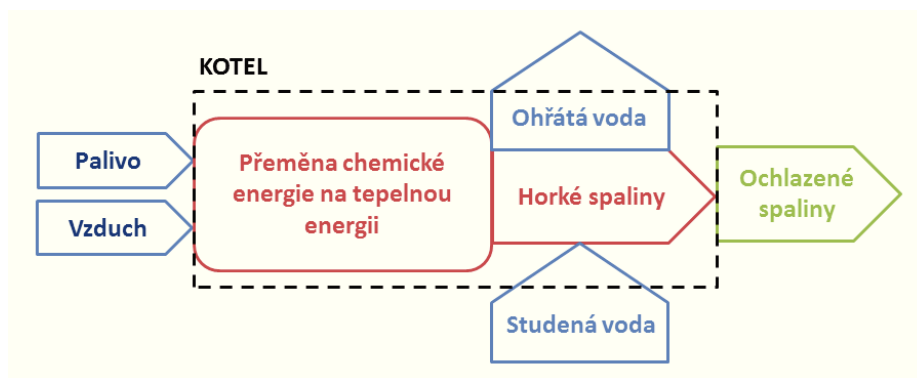 KOTEL
Palivo
Vzduch
Přeměna chemické
energie na tepelnou
energii
Ohřátá voda
Horké spaliny
Studená voda
Ochlazené
spaliny